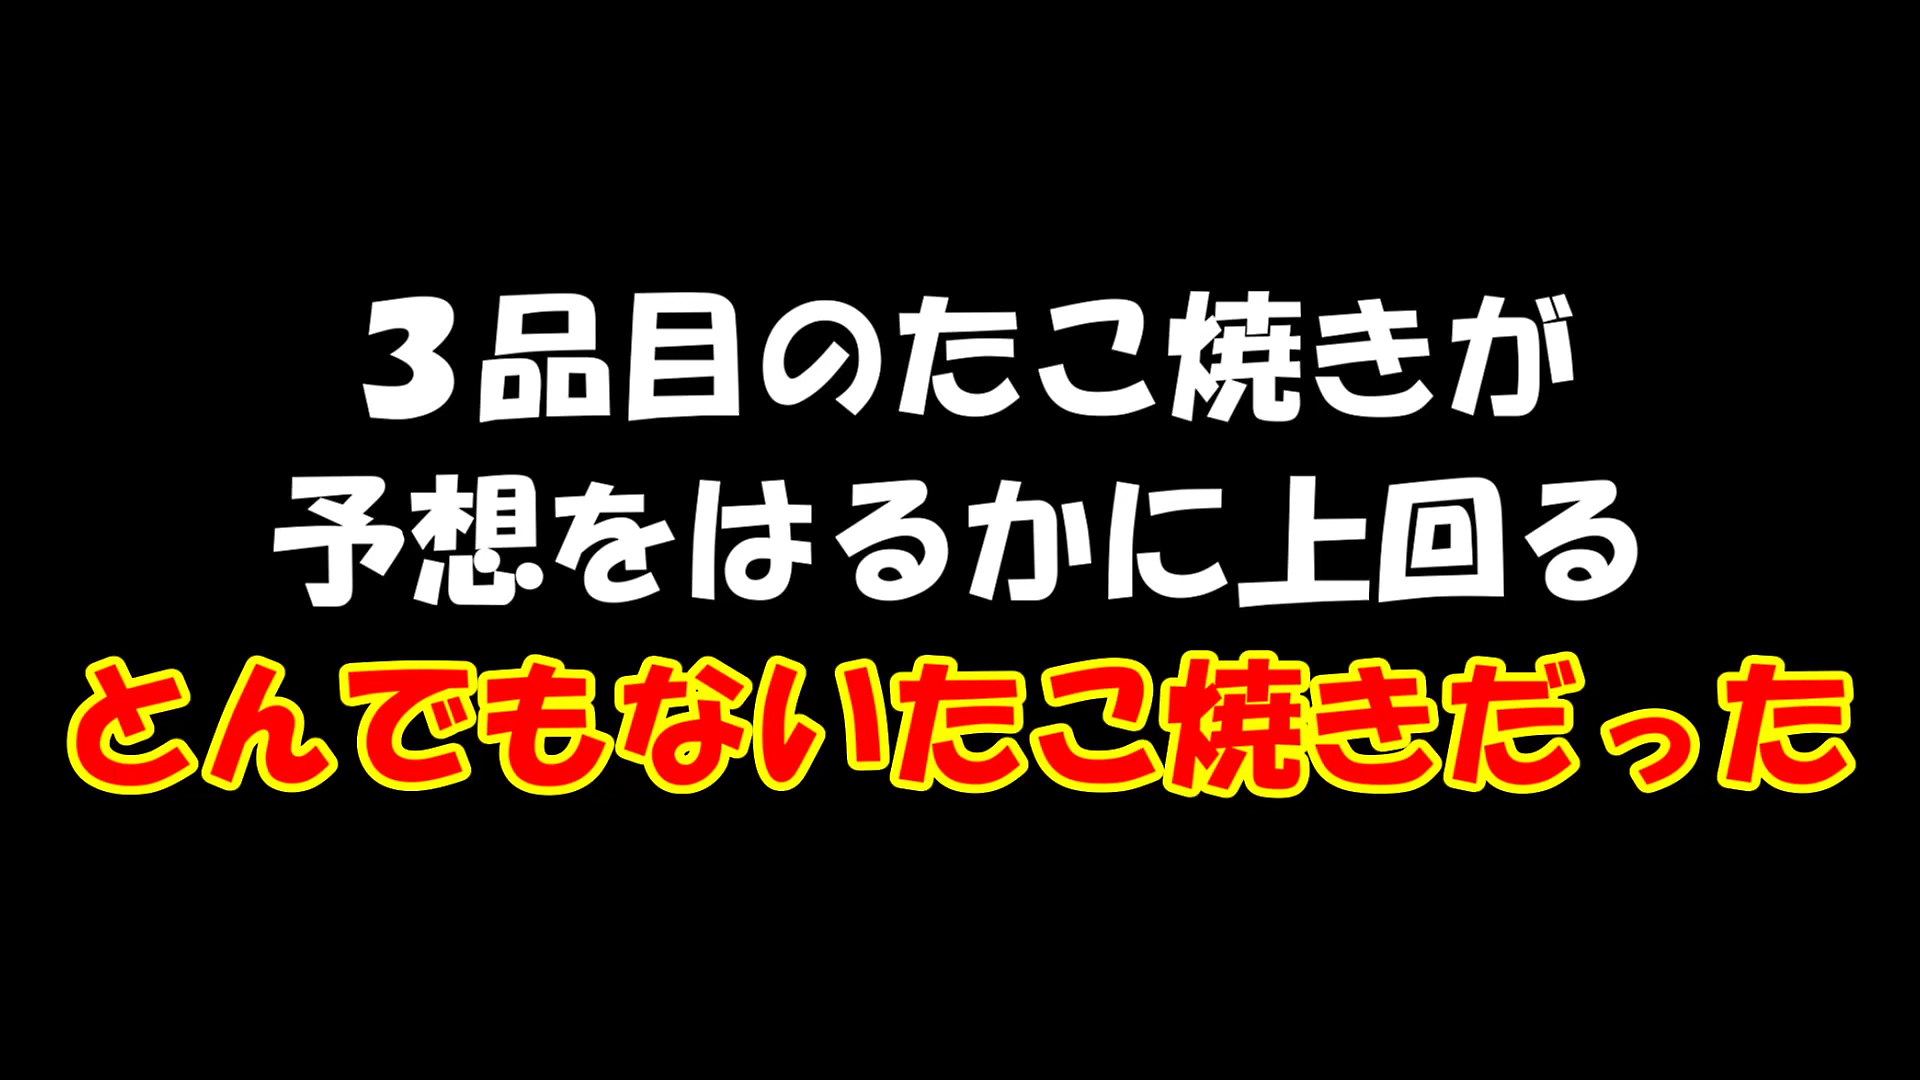 ３品目のたこ焼きが
予想をはるかに上回る
とんでもないたこ焼きだった